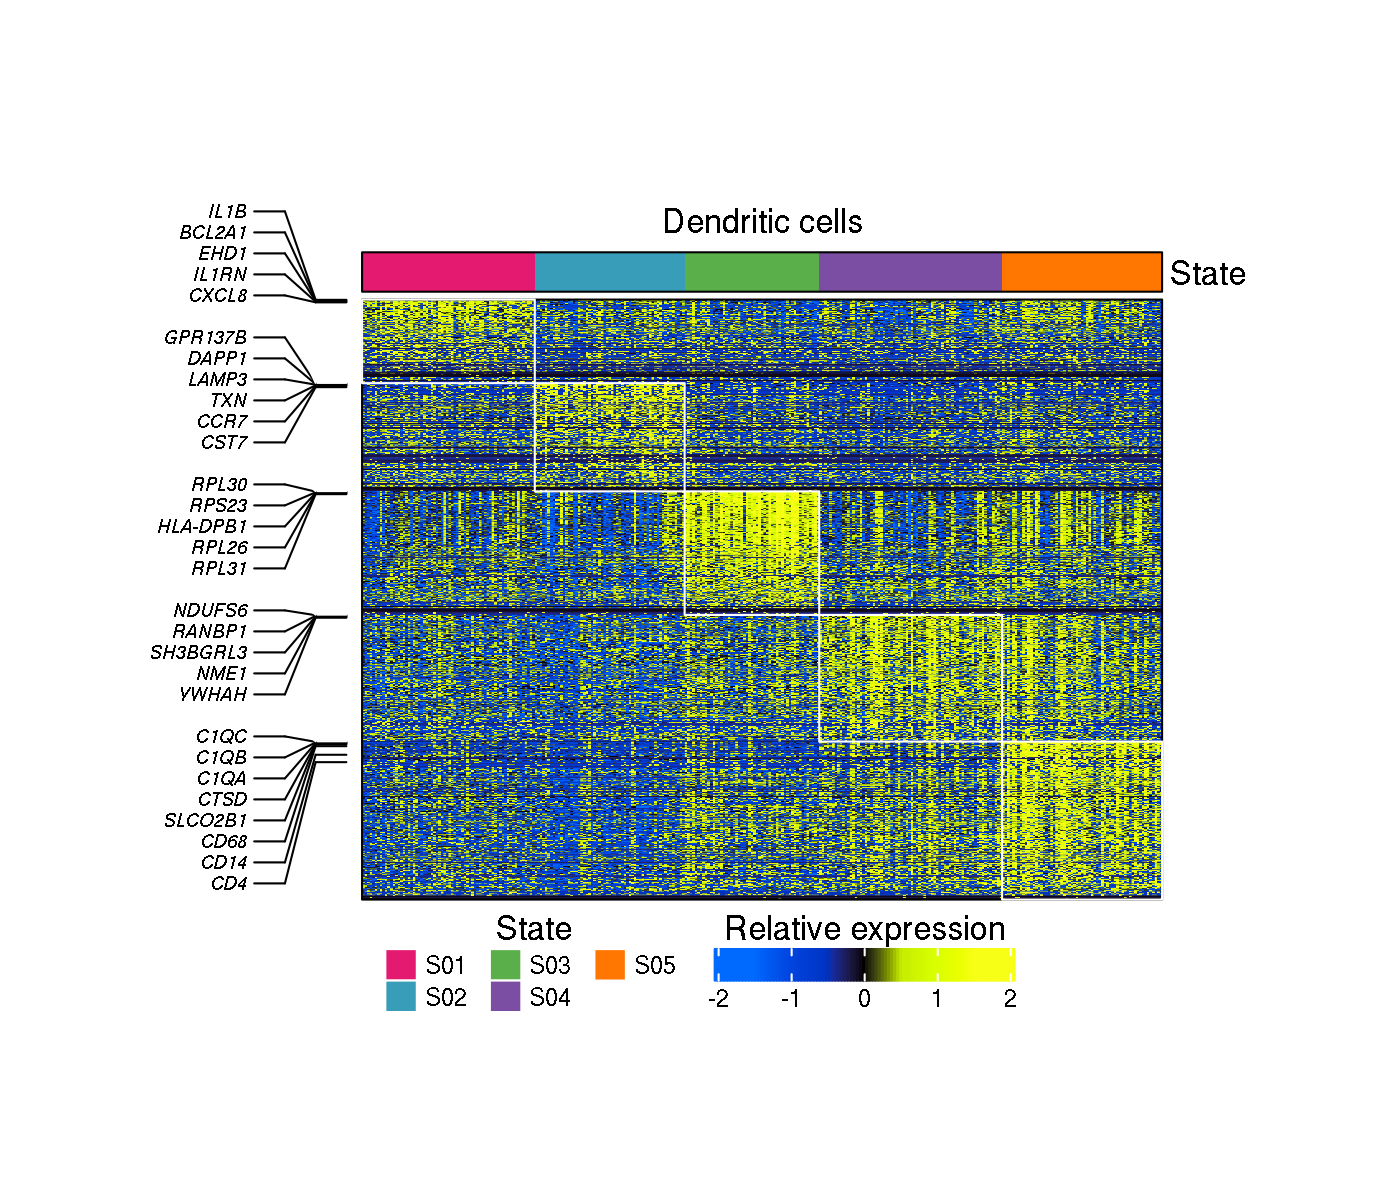 Dendritic cells
State
IL1B
BCL2A1
EHD1
IL1RN
CXCL8
GPR137B
DAPP1
LAMP3
TXN
CCR7
CST7
RPL30
RPS23
HLA-DPB1
RPL26
RPL31
NDUFS6
RANBP1
SH3BGRL3
NME1
YWHAH
C1QC
C1QB
C1QA
CTSD
SLCO2B1
CD68
CD14
CD4
State
S01 S03 S05
S02 S04
Relative expression
-2 -1 0 1 2